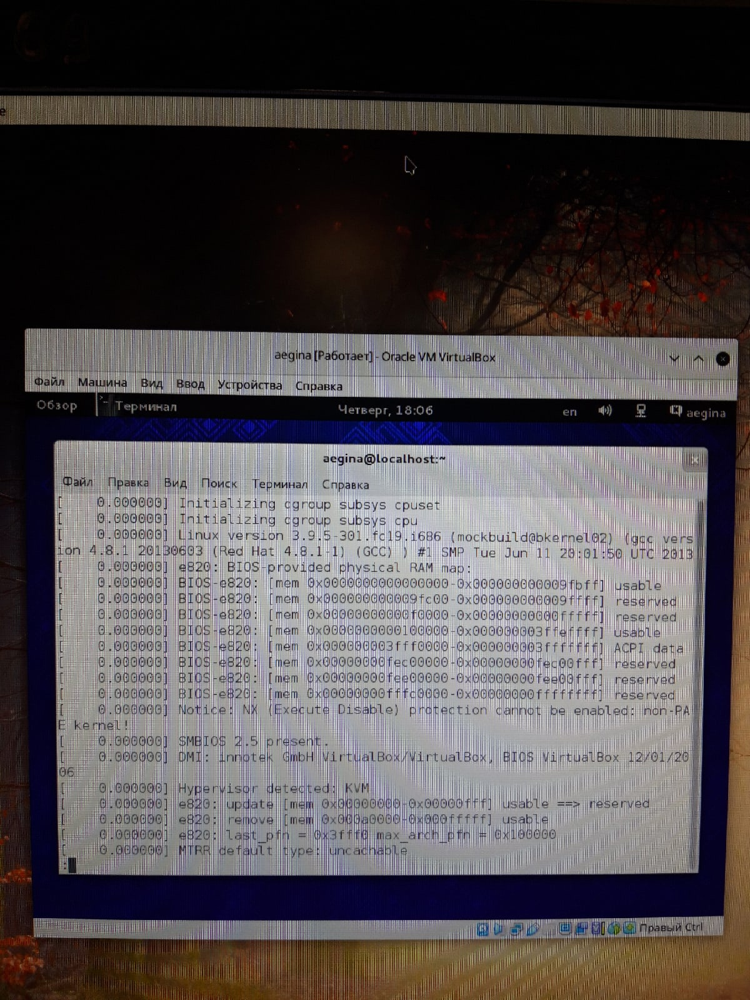 e
aegina [Работает] - Oracle VM VirtualBox
Файл Машина Вид Ввод Устройства Справка
Обзор Терминал Четверг, 18:06 en aegina
aegina@localhost:~
Файл Правка Вид Поиск Терминал Справка
[    0.000000] Initializing cgroup subsys cpuset
[    0.000000] Initializing cgroup subsys cpu
[    0.000000] Linux version 3.9.5-301.fc19.i686 (mockbuild@bkernel02) (gcc vers
ion 4.8.1 20130603 (Red Hat 4.8.1-1) (GCC) ) #1 SMP Tue Jun 11 20:01:50 UTC 2013
[    0.000000] e820: BIOS-provided physical RAM map:
[    0.000000] BIOS-e820: [mem 0x0000000000000000-0x000000000009fbff] usable
[    0.000000] BIOS-e820: [mem 0x000000000009fc00-0x000000000009ffff] reserved
[    0.000000] BIOS-e820: [mem 0x00000000000f0000-0x00000000000fffff] reserved
[    0.000000] BIOS-e820: [mem 0x0000000000100000-0x000000003ffeffff] usable
[    0.000000] BIOS-e820: [mem 0x000000003fff0000-0x000000003fffffff] ACPI data
[    0.000000] BIOS-e820: [mem 0x00000000fec00000-0x00000000fec00fff] reserved
[    0.000000] BIOS-e820: [mem 0x00000000fee00000-0x00000000fee00fff] reserved
[    0.000000] BIOS-e820: [mem 0x00000000fffc0000-0x00000000ffffffff] reserved
[    0.000000] Notice: NX (Execute Disable) protection cannot be enabled: non-PA
E kernel!
[    0.000000] SMBIOS 2.5 present.
[    0.000000] DMI: innotek GmbH VirtualBox/VirtualBox, BIOS VirtualBox 12/01/20
06
[    0.000000] Hypervisor detected: KVM
[    0.000000] e820: update [mem 0x00000000-0x00000fff] usable ==> reserved
[    0.000000] e820: remove [mem 0x000a0000-0x000fffff] usable
[    0.000000] e820: last_pfn = 0x3fff0 max_arch_pfn = 0x100000
[    0.000000] MTRR default type: uncachable
:
Правый Ctrl